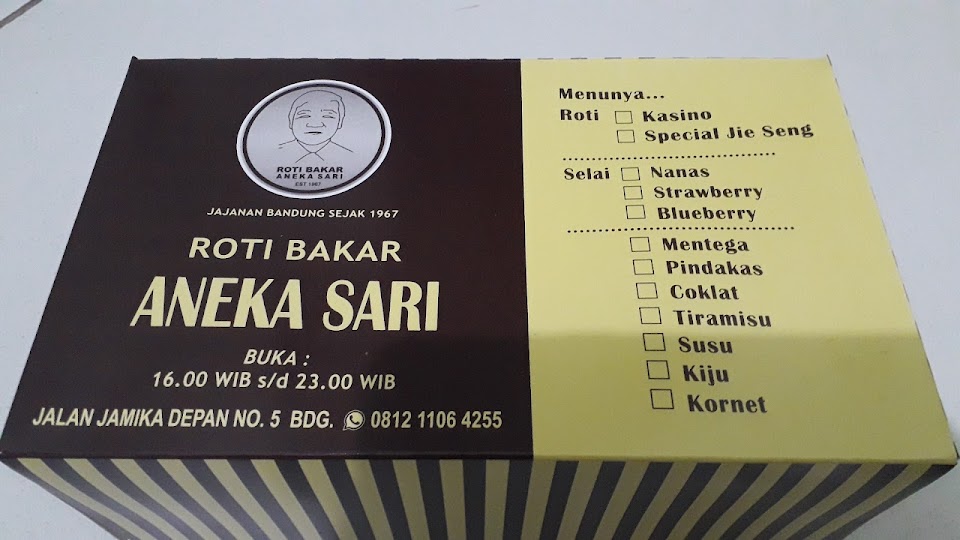 ROTI BAKAR
ANEKA SARI
EST 1967
JAJANAN BANDUNG SEJAK 1967
ROTI BAKAR
ANEKA SARI
BUKA :
16.00 WIB s/d 23.00 WIB
JALAN JAMIKA DEPAN NO. 5 BDG. 0812 1106 4255
Menunya...
Roti Kasino
Special Jie Seng
Selai Nanas
Strawberry
Blueberry
Mentega
Pindakas
Coklat
Tiramisu
Susu
Kiju
Kornet